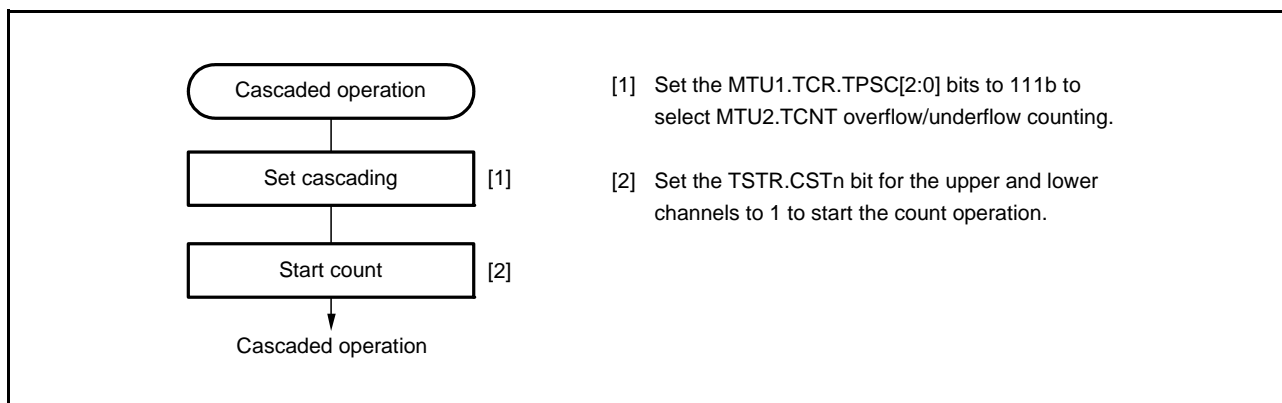 Cascaded operation
Set cascading
[1]
Start count
[2]
Cascaded operation
[1] Set the MTU1.TCR.TPSC[2:0] bits to 111b to
select MTU2.TCNT overflow/underflow counting.
[2] Set the TSTR.CSTn bit for the upper and lower
channels to 1 to start the count operation.